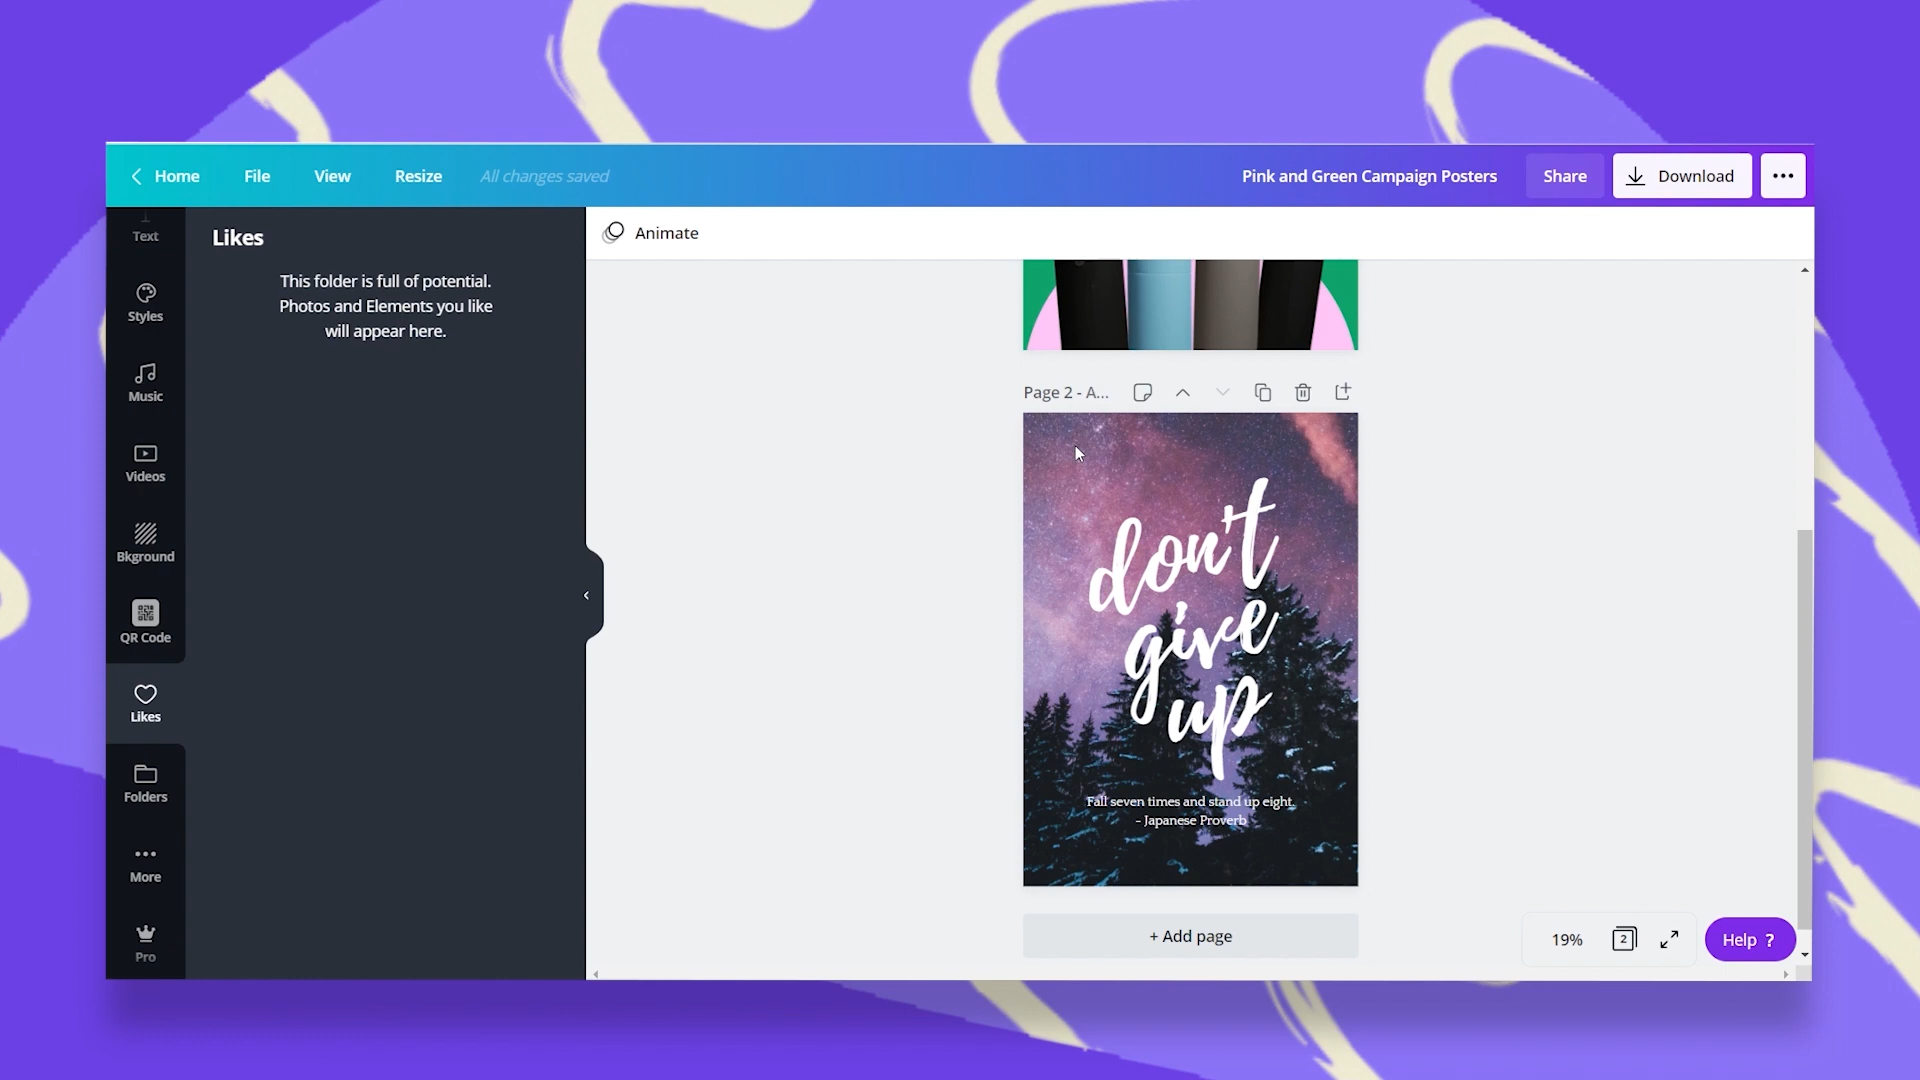 Home
File
View
Resize
All changes saved
Pink and Green Campaign Posters
Share
Download
Text
Styles
Music
Videos
Bkground
QR Code
Likes
Folders
More
Pro
Likes
This folder is full of potential.
Photos and Elements you like
will appear here.
Animate
Page 2 - A...
don't
give
up
Fall seven times and stand up eight.
- Japanese Proverb
+ Add page
19%
2
Help ?